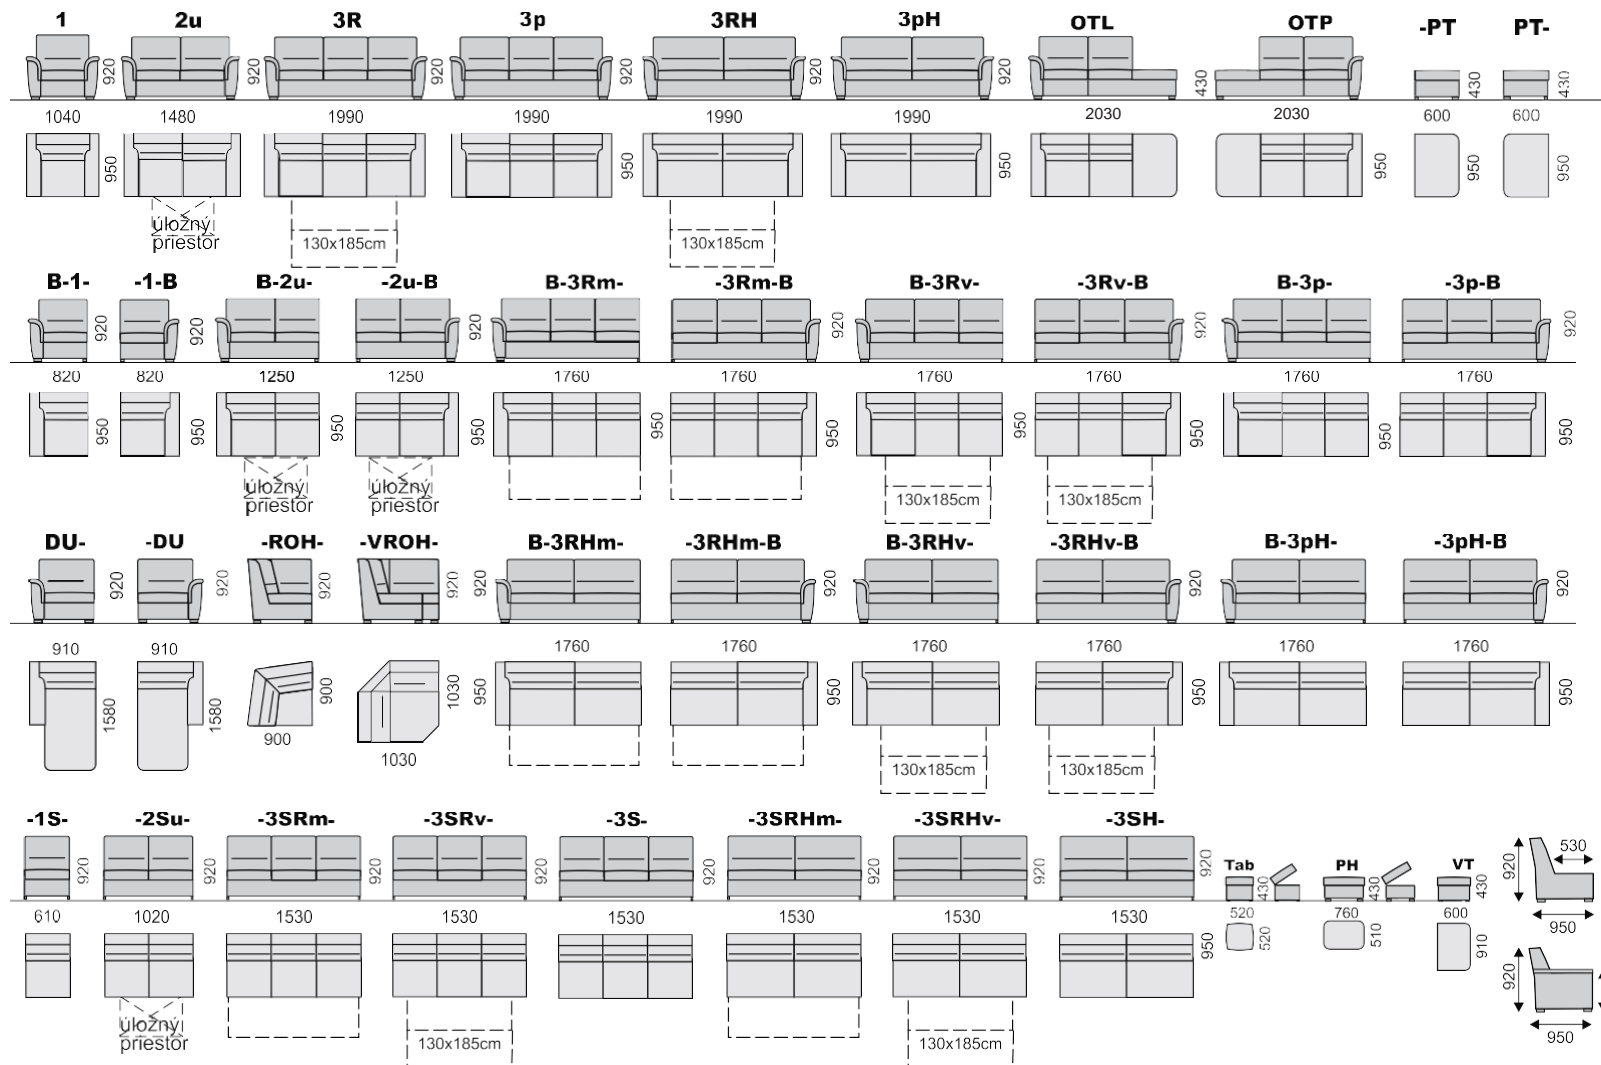 1 2u 3R 3p 3RH 3pH OTL OTP -PT PT-
920 920 920 920 920 920 430 430 430
1040 1480 1990 1990 1990 1990 2030 2030 600 600
950 950 950 950 950
úložný
priestor
130x185cm 130x185cm
B-1- -1-B B-2u- -2u-B B-3Rm- -3Rm-B B-3Rv- -3Rv-B B-3p- -3p-B
920 920 920 920 920 920
820 820 1250 1250 1760 1760 1760 1760 1760 1760
950 950 950 950 950 950 950 950 950 950
úložný úložný
priestor priestor
130x185cm 130x185cm
DU- -DU -ROH- -VROH- B-3RHm- -3RHm-B B-3RHv- -3RHv-B B-3pH- -3pH-B
920 920 920 920 920 920 920 920
910 910 1760 1760 1760 1760 1760 1760
1580 1580 900 1030 950 950 950 950
900 1030
130x185cm 130x185cm
-1S- -2Su- -3SRm- -3SRv- -3S- -3SRHm- -3SRHv- -3SH- Tab PH VT
920 920 920 920 920 920 920 920 430 430 430 920 530
610 1020 1530 1530 1530 1530 1530 1530 520 760 600 950
950 520 510 910
920
úložný
priestor
130x185cm 130x185cm 950